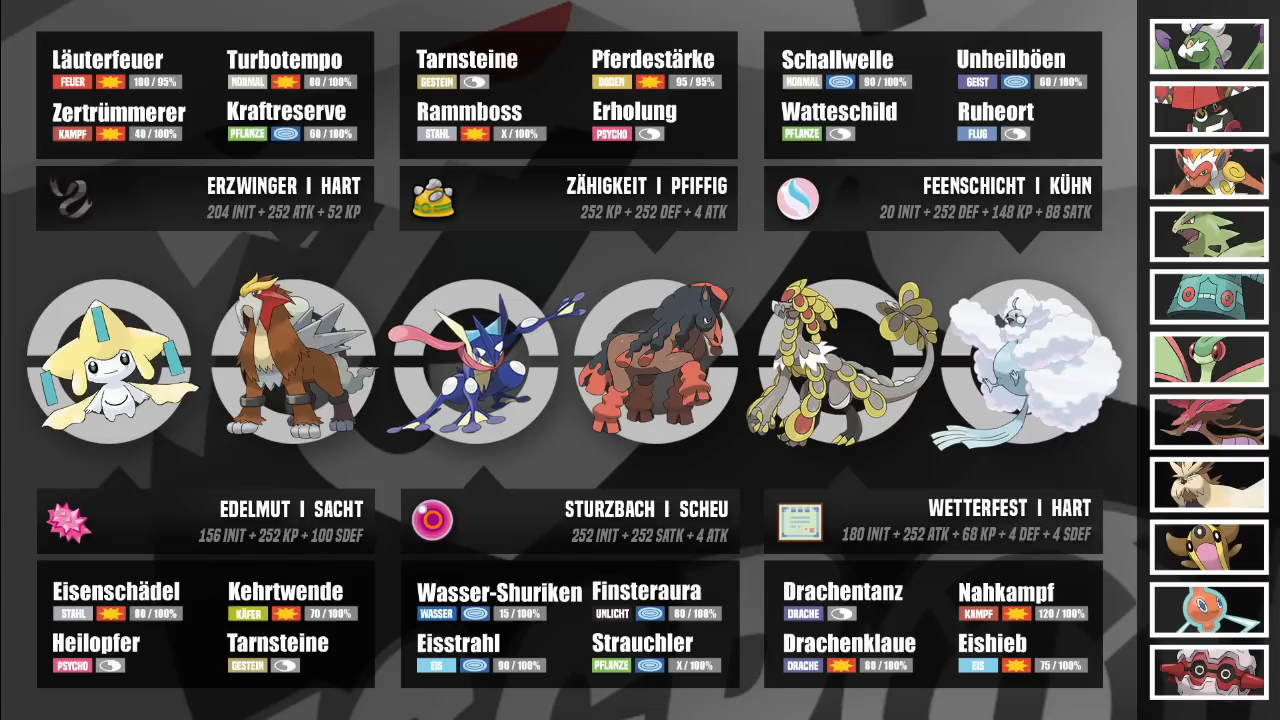 Läuterfeuer Turbotempo
FEUER 100 / 95% NORMAL 80 / 100%
Zertrümmerer Kraftreserve
KAMPF 40 / 100% PFLANZE 60 / 100%
ERZWINGER | HART
204 INIT + 252 ATK + 52 KP
Tarnsteine Pferdestärke
GESTEIN BODEN 95 / 95%
Rammboss Erholung
STAHL X / 100% PSYCHO
ZÄHIGKEIT | PFIFFIG
252 KP + 252 DEF + 4 ATK
Schallwelle Unheilböen
NORMAL 90 / 100% GEIST 60 / 100%
Watteschild Ruheort
PFLANZE FLUG
FEENSCHICHT | KÜHN
20 INIT + 252 DEF + 148 KP + 88 SATK
EDELMUT | SACHT
156 INIT + 252 KP + 100 SDEF
Eisenschädel Kehrtwende
STAHL 80 / 100% KÄFER 70 / 100%
Heilopfer Tarnsteine
PSYCHO GESTEIN
STURZBACH | SCHEU
252 INIT + 252 SATK + 4 ATK
Wasser-Shuriken Finsteraura
WASSER 15 / 100% UNLICHT 80 / 100%
Eisstrahl Strauchler
EIS 90 / 100% PFLANZE X / 100%
WETTERFEST | HART
180 INIT + 252 ATK + 68 KP + 4 DEF + 4 SDEF
Drachentanz Nahkampf
DRACHE KAMPF 120 / 100%
Drachenklaue Eishieb
DRACHE 80 / 100% EIS 75 / 100%